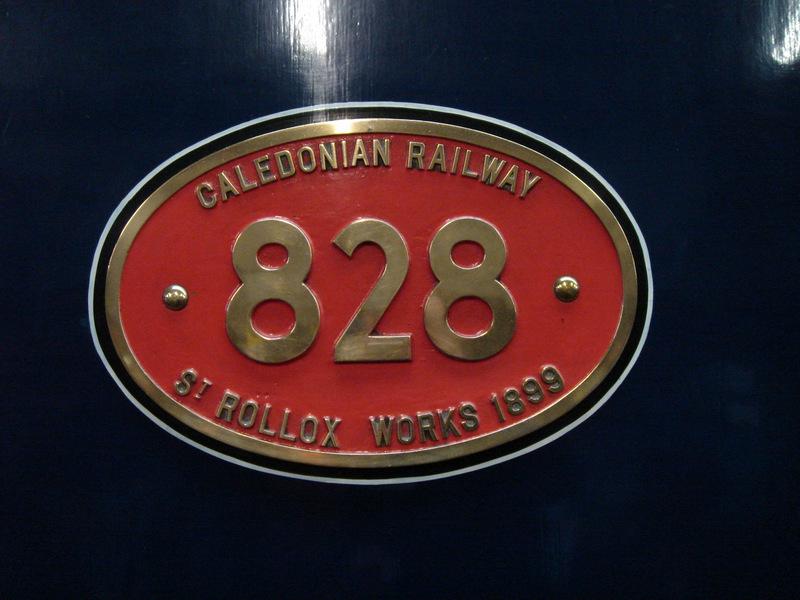 CALEDONIAN RAILWAY
828
ST ROLLOX WORKS 1899